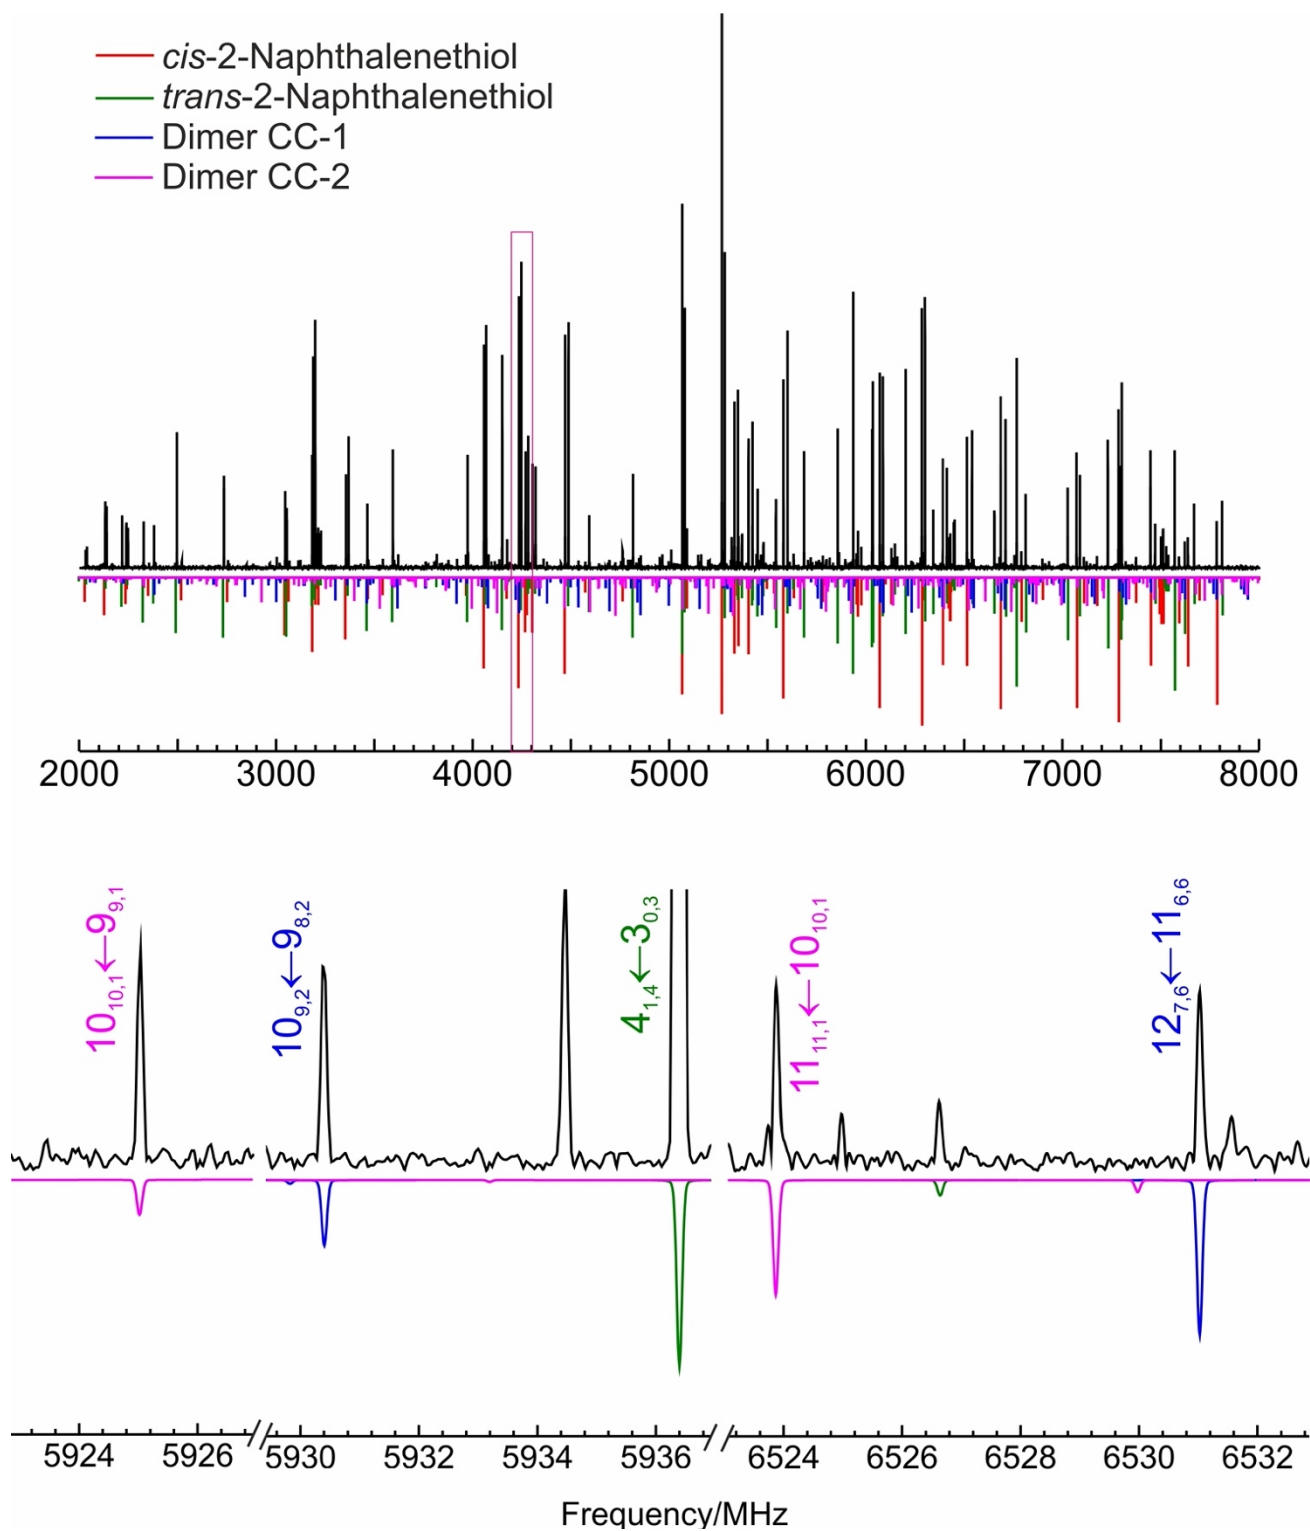 cis-2-Naphthalenethiol
trans-2-Naphthalenethiol
Dimer CC-1
Dimer CC-2
2000 3000 4000 5000 6000 7000 8000
10₁₀,₁←9₉,₁
10₉,₂←9₈,₂
4₁,₄←3₀,₃
11₁₁,₁←10₁₀,₁
12₇,₆←11₆,₆
5924 5926 5930 5932 5934 5936 6524 6526 6528 6530 6532
Frequency/MHz